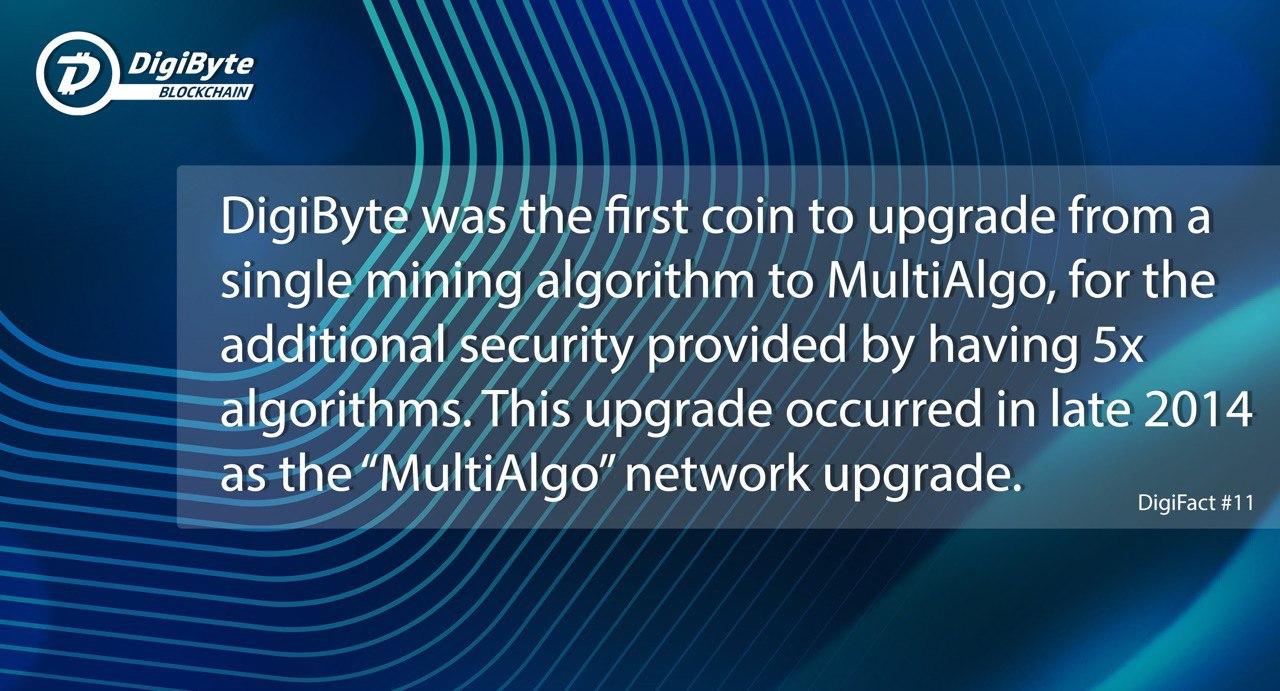 DigiByte
BLOCKCHAIN
DigiByte was the first coin to upgrade from a
single mining algorithm to MultiAlgo, for the
additional security provided by having 5x
algorithms. This upgrade occurred in late 2014
as the “MultiAlgo” network upgrade.
DigiFact #11